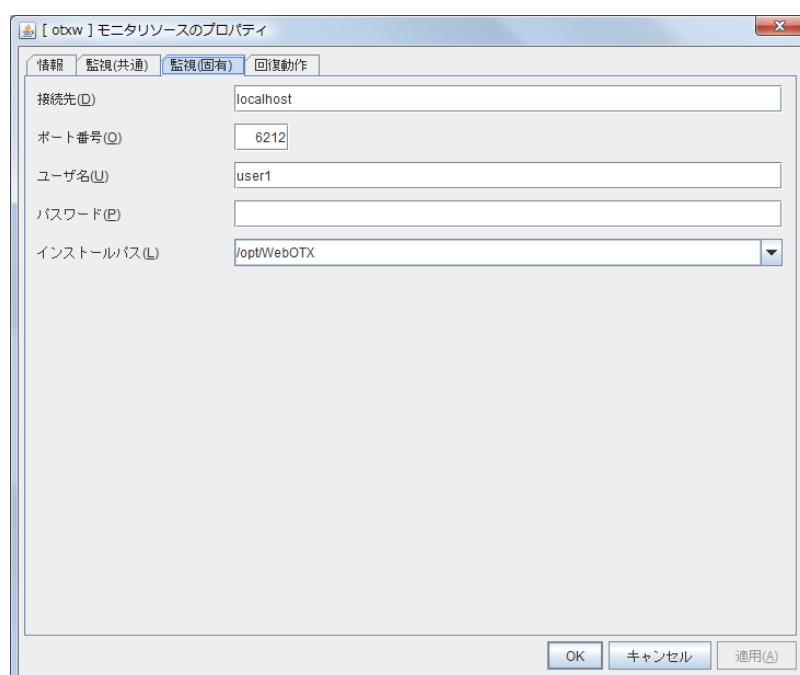 [ otxw ] モニタリソースのプロパティ
情報 監視(共通) 監視(固有) 回復動作
接続先(D) localhost
ポート番号(O) 6212
ユーザ名(U) user1
パスワード(P)
インストールパス(L) /opt/WebOTX
OK キャンセル 適用(A)